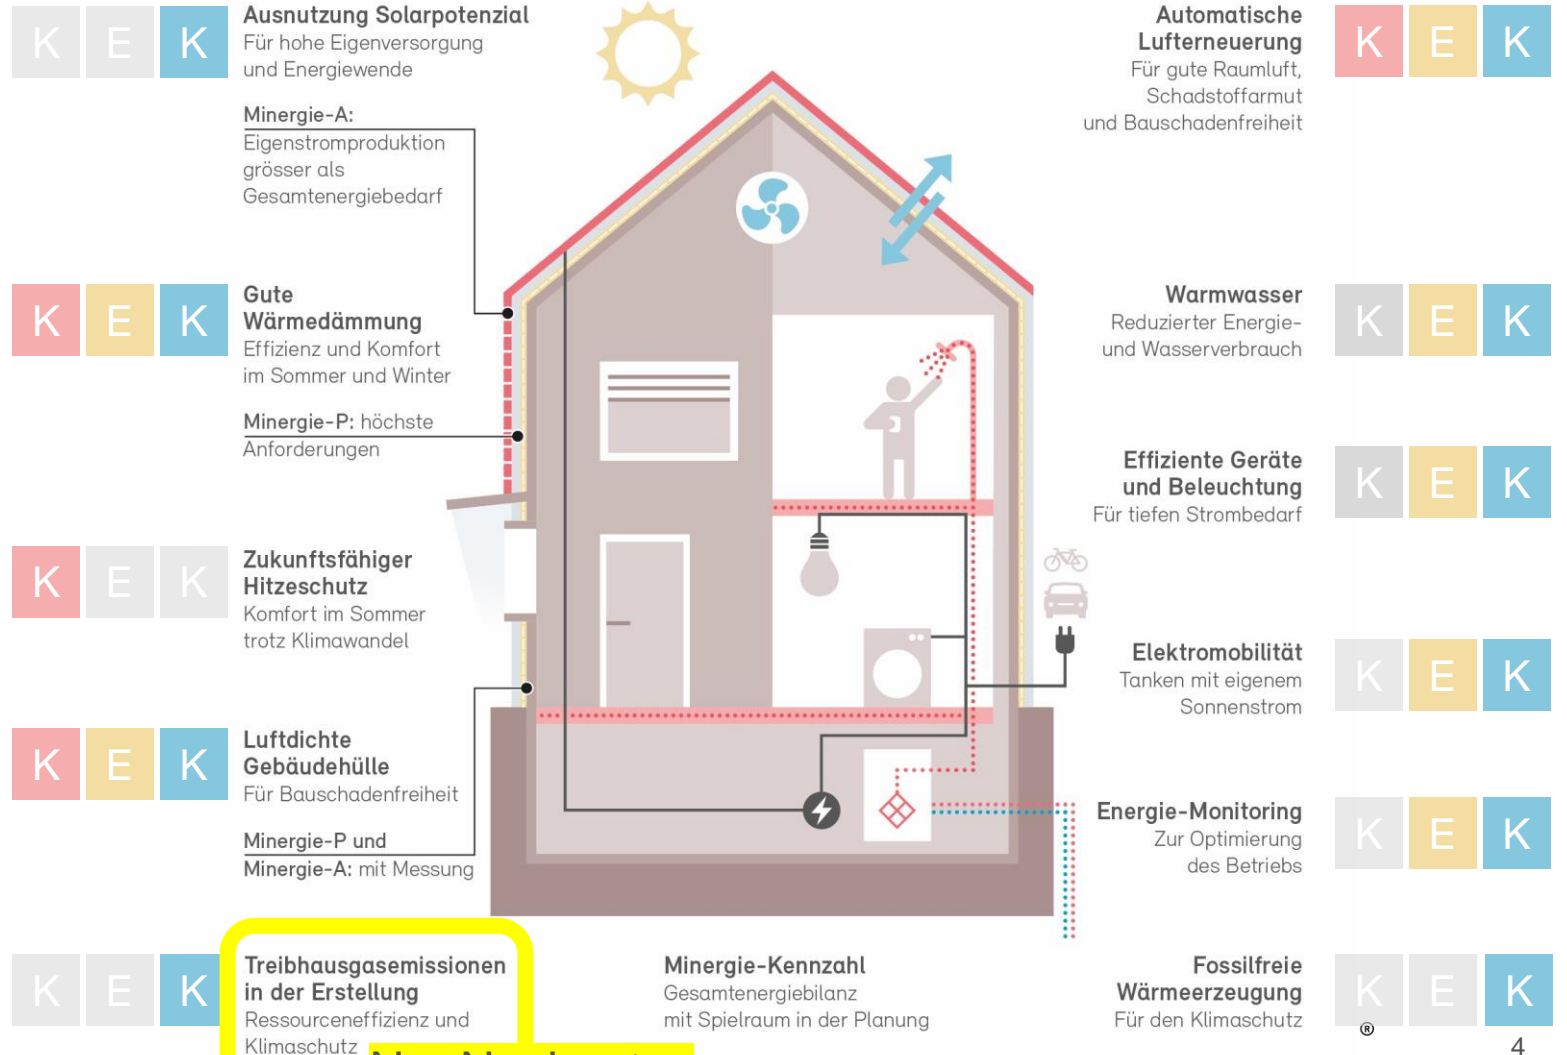 K E K
Ausnutzung Solarpotenzial
Für hohe Eigenversorgung
und Energiewende
Minergie-A:
Eigenstromproduktion
grösser als
Gesamtenergiebedarf
K E K
Gute
Wärmedämmung
Effizienz und Komfort
im Sommer und Winter
Minergie-P: höchste
Anforderungen
K E K
Zukunftsfähiger
Hitzeschutz
Komfort im Sommer
trotz Klimawandel
K E K
Luftdichte
Gebäudehülle
Für Bauschadenfreiheit
Minergie-P und
Minergie-A: mit Messung
K E K
Treibhausgasemissionen
in der Erstellung
Ressourceneffizienz und
Klimaschutz
Minergie-Kennzahl
Gesamtenergiebilanz
mit Spielraum in der Planung
Automatische
Lufterneuerung
Für gute Raumluft,
Schadstoffarmut
und Bauschadenfreiheit
K E K
Warmwasser
Reduzierter Energie-
und Wasserverbrauch
K E K
Effiziente Geräte
und Beleuchtung
Für tiefen Strombedarf
K E K
Elektromobilität
Tanken mit eigenem
Sonnenstrom
K E K
Energie-Monitoring
Zur Optimierung
des Betriebs
K E K
Fossilfreie
Wärmeerzeugung
Für den Klimaschutz
K E K
®
4